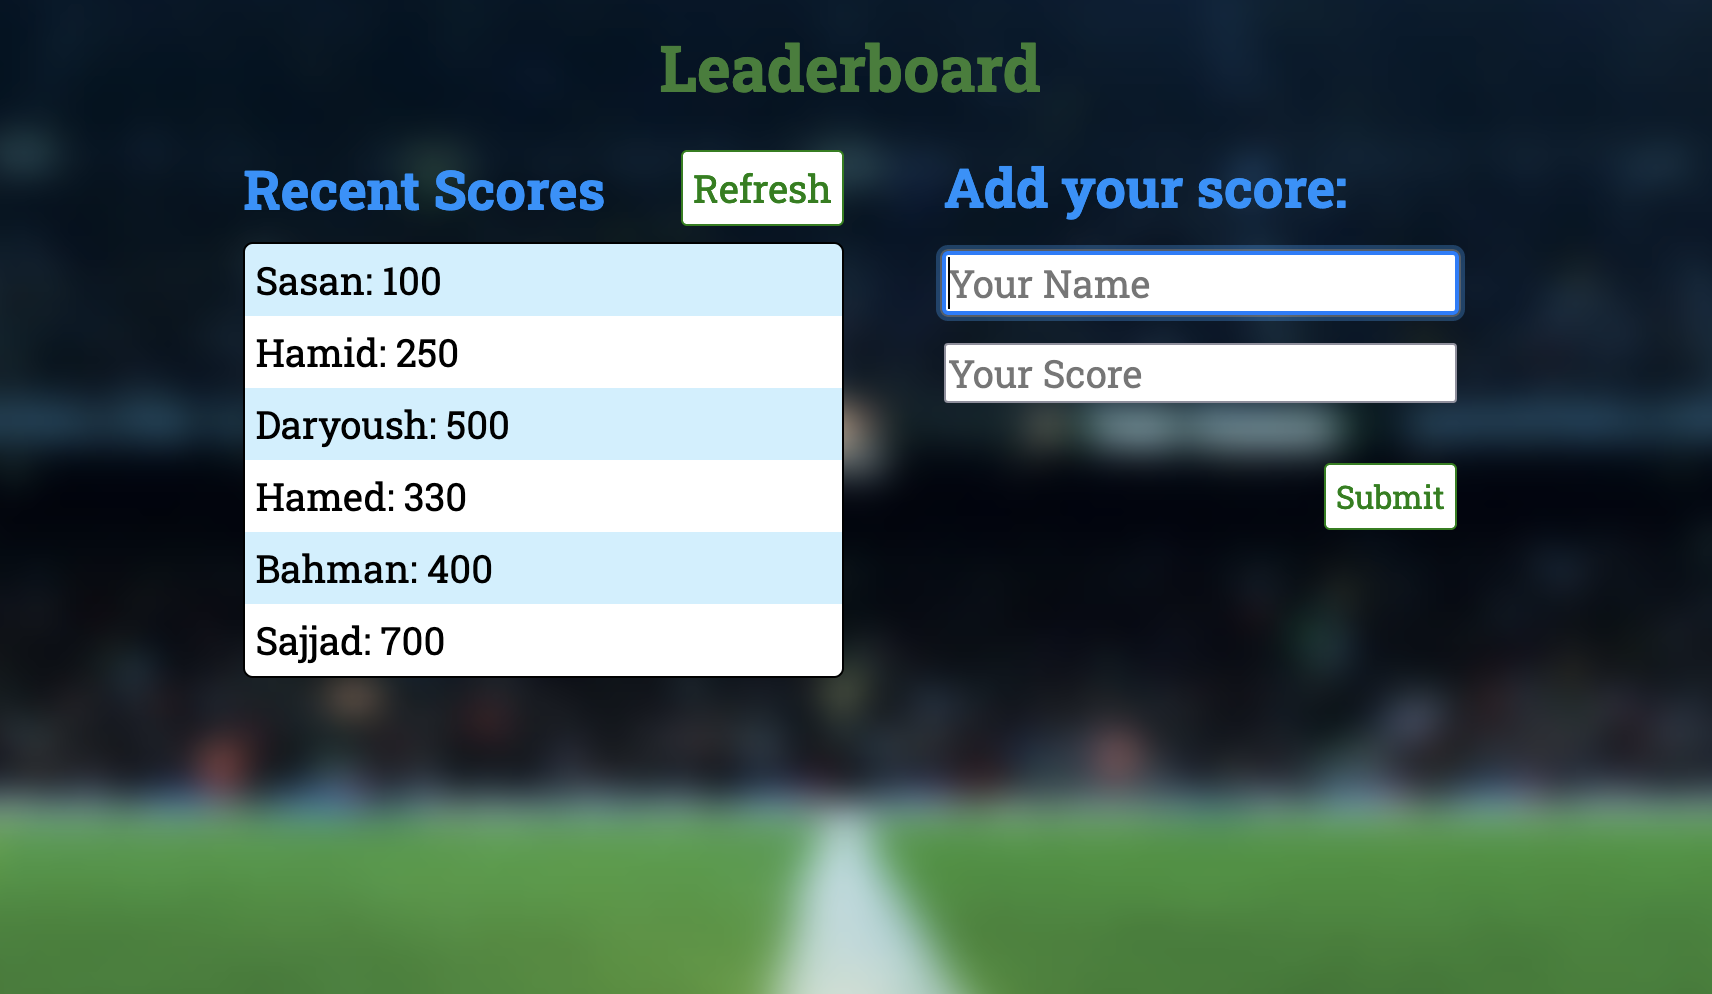 Leaderboard
Recent Scores
Refresh
Sasan: 100
Hamid: 250
Daryoush: 500
Hamed: 330
Bahman: 400
Sajjad: 700
Add your score:
Your Name
Your Score
Submit